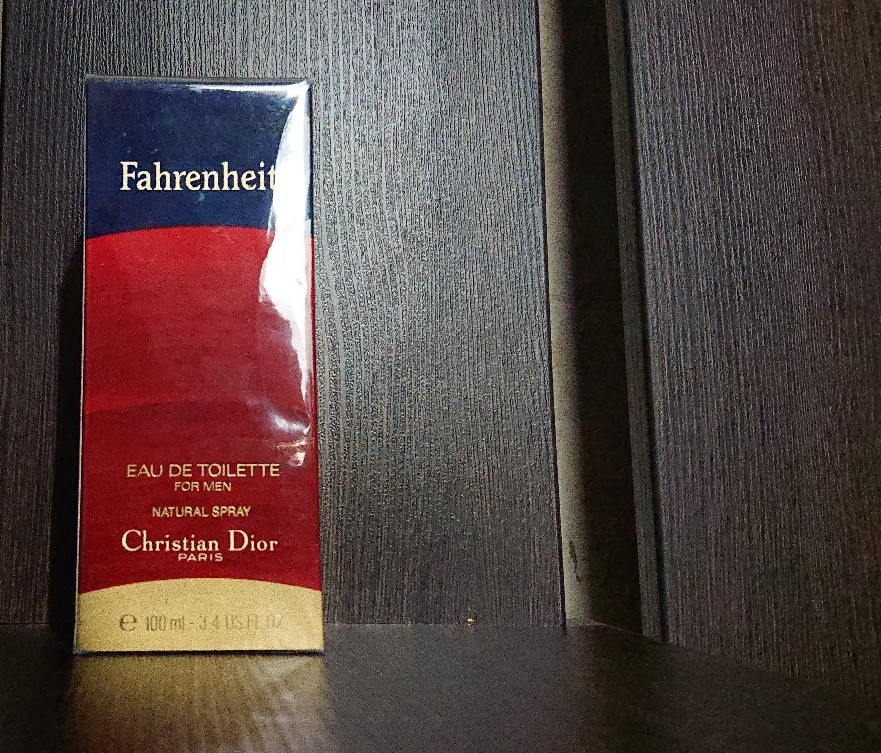 Fahrenheit
EAU DE TOILETTE
FOR MEN
NATURAL SPRAY
Christian Dior
PARIS
e 100 ml - 3.4 US FL. OZ